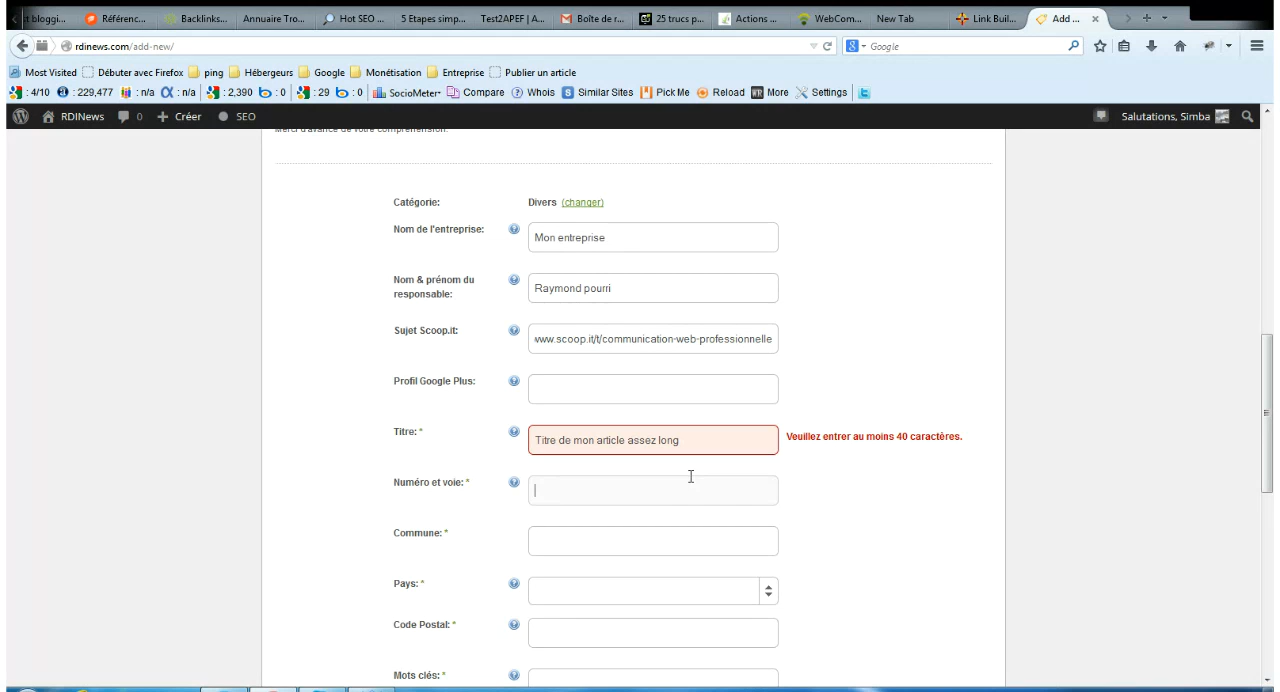 t bloggi... Référenc... Backlinks... Annuaire Tro... Hot SEO ... 5 Etapes simp... Test2APEF | A... Boîte de r... 25 trucs p... Actions ... WebCom... New Tab Link Buil... Add ...
rdinews.com/add-new/ Google
Most Visited Débuter avec Firefox ping Hébergeurs Google Monétisation Entreprise Publier un article
: 4/10 : 229,477 : n/a : n/a : 2,390 : 0 : 29 : 0 SocioMeter Compare Whois Similar Sites Pick Me Reload More Settings
RDINews 0 + Créer SEO Salutations, Simba
Merci d'avance de votre compréhension.
Catégorie: Divers (changer)
Nom de l'entreprise: Mon entreprise
Nom & prénom du
responsable: Raymond pourri
Sujet Scoop.it: www.scoop.it/t/communication-web-professionnelle
Profil Google Plus:
Titre: * Titre de mon article assez long Veuillez entrer au moins 40 caractères.
Numéro et voie: *
Commune: *
Pays: *
Code Postal: *
Mots clés: *